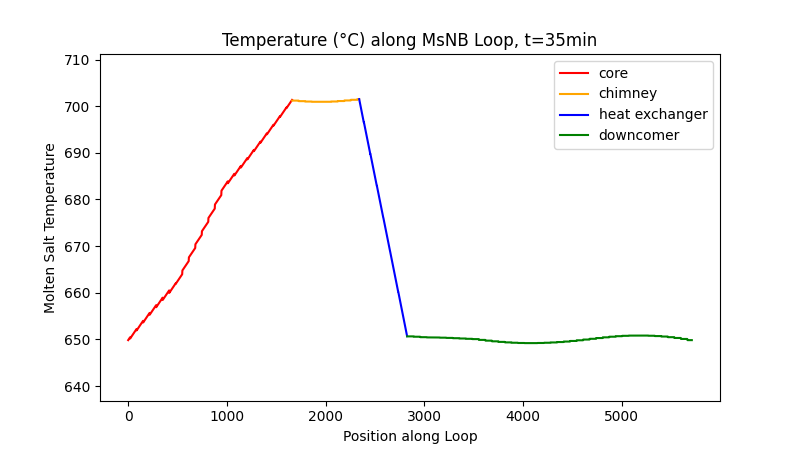 Temperature (°C) along MsNB Loop, t=35min
710
700
690
680
670
660
650
640
Molten Salt Temperature
core
chimney
heat exchanger
downcomer
0
1000
2000
3000
4000
5000
Position along Loop